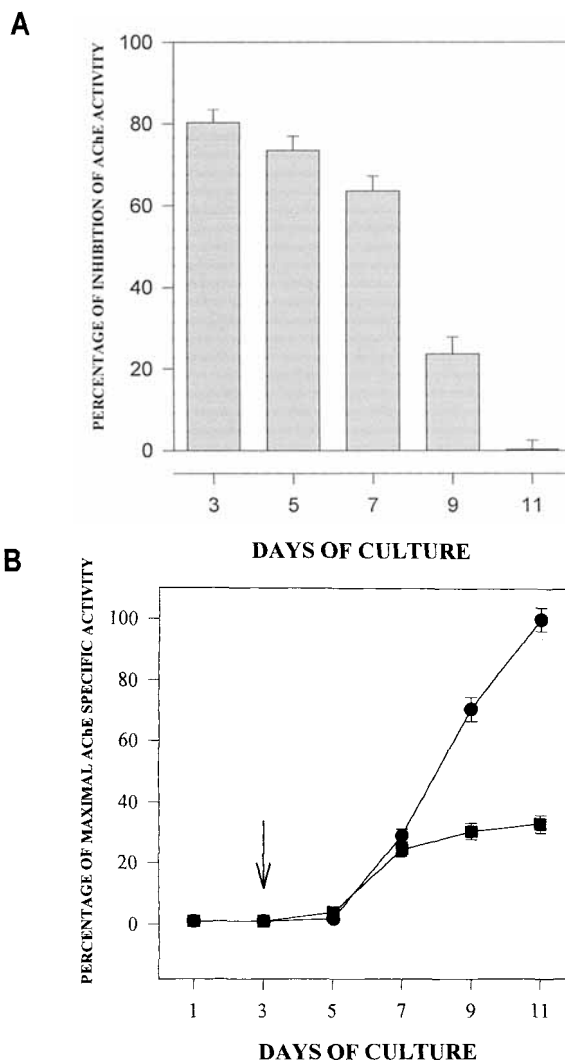 A
PERCENTAGE OF INHIBITION OF AChE ACTIVITY
100
80
60
40
20
0
3 5 7 9 11
DAYS OF CULTURE
B
PERCENTAGE OF MAXIMAL AChE SPECIFIC ACTIVITY
100
80
60
40
20
0
1 3 5 7 9 11
DAYS OF CULTURE